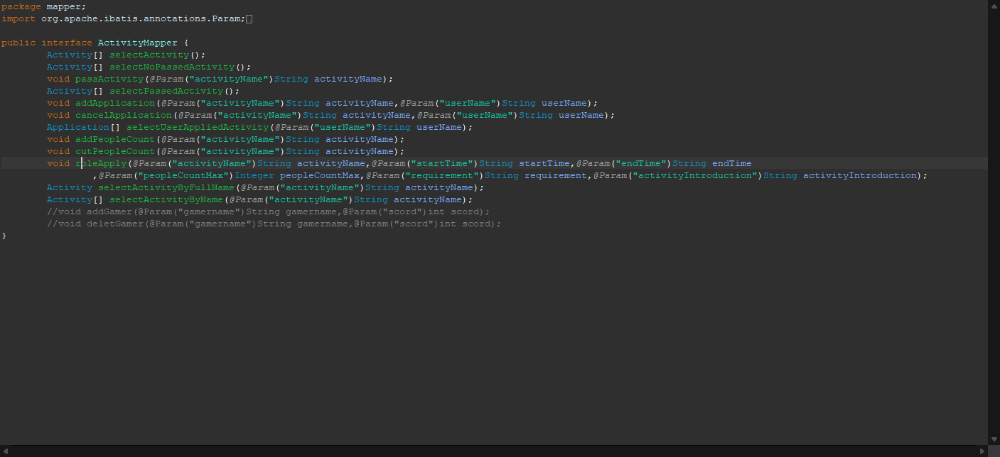 package mapper;
import org.apache.ibatis.annotations.Param;
public interface ActivityMapper {
Activity[] selectActivity();
Activity[] selectNoPassedActivity();
void passActivity(@Param("activityName")String activityName);
Activity[] selectPassedActivity();
void addApplication(@Param("activityName")String activityName,@Param("userName")String userName);
void cancelApplication(@Param("activityName")String activityName,@Param("userName")String userName);
Application[] selectUserAppliedActivity(@Param("userName")String userName);
void addPeopleCount(@Param("activityName")String activityName);
void cutPeopleCount(@Param("activityName")String activityName);
void roleApply(@Param("activityName")String activityName,@Param("startTime")String startTime,@Param("endTime")String endTime
,@Param("peopleCountMax")Integer peopleCountMax,@Param("requirement")String requirement,@Param("activityIntroduction")String activityIntroduction);
Activity selectActivityByFullName(@Param("activityName")String activityName);
Activity[] selectActivityByName(@Param("activityName")String activityName);
//void addGamer(@Param("gamername")String gamername,@Param("scord")int scord);
//void deletGamer(@Param("gamername")String gamername,@Param("scord")int scord);
}